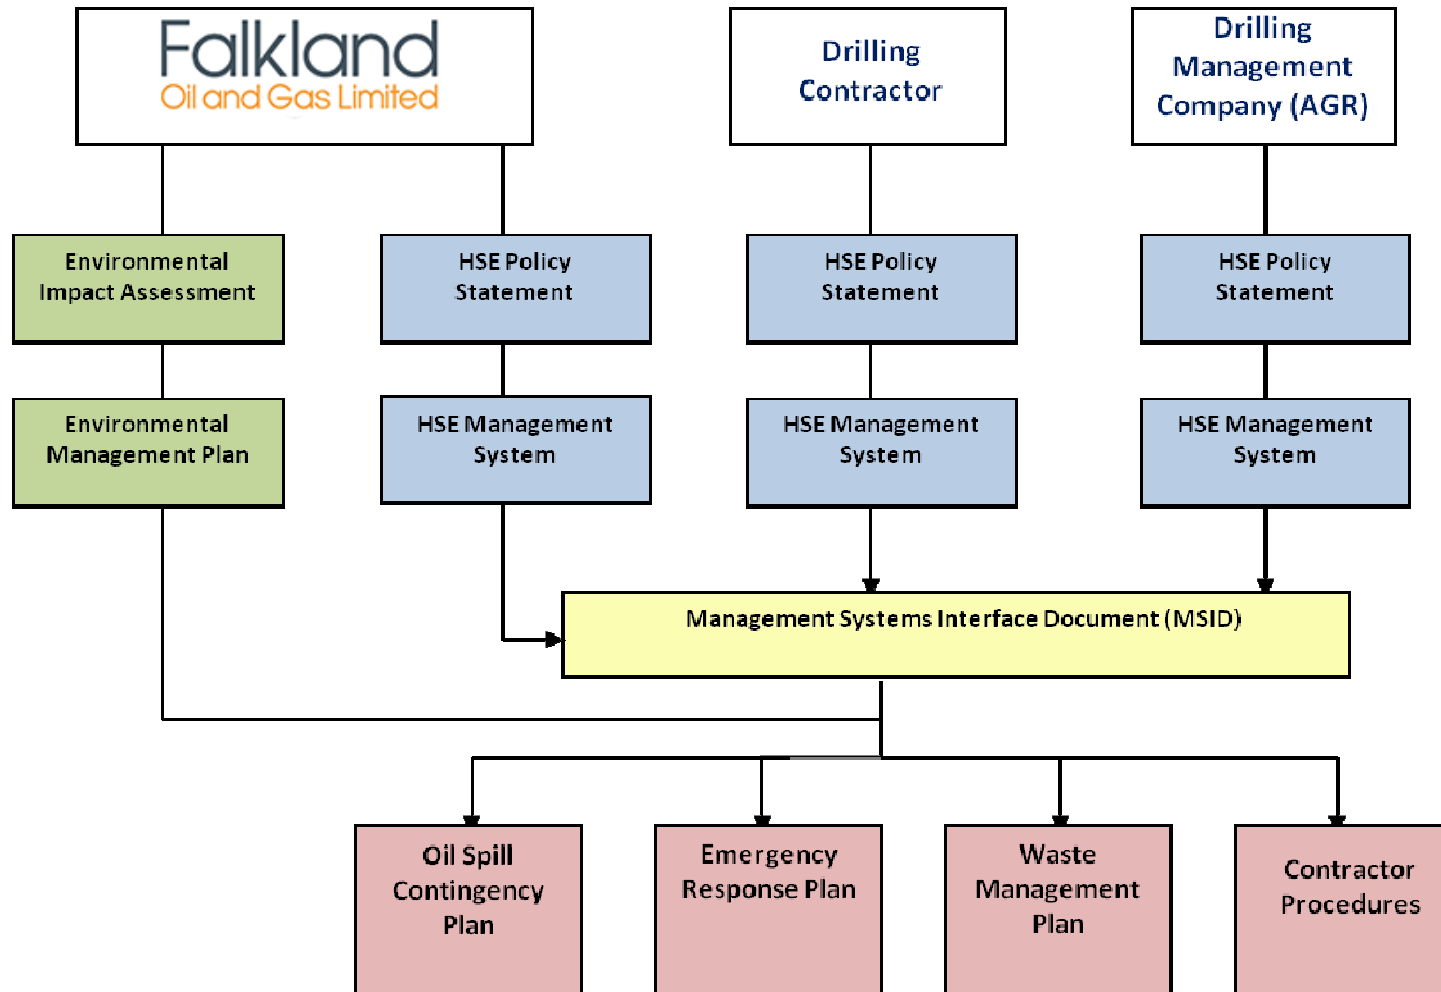 Falkland
Oil and Gas Limited
Drilling
Contractor
Drilling
Management
Company (AGR)
Environmental
Impact Assessment
HSE Policy
Statement
HSE Policy
Statement
HSE Policy
Statement
Environmental
Management Plan
HSE Management
System
HSE Management
System
HSE Management
System
Management Systems Interface Document (MSID)
Oil Spill
Contingency
Plan
Emergency
Response Plan
Waste
Management
Plan
Contractor
Procedures